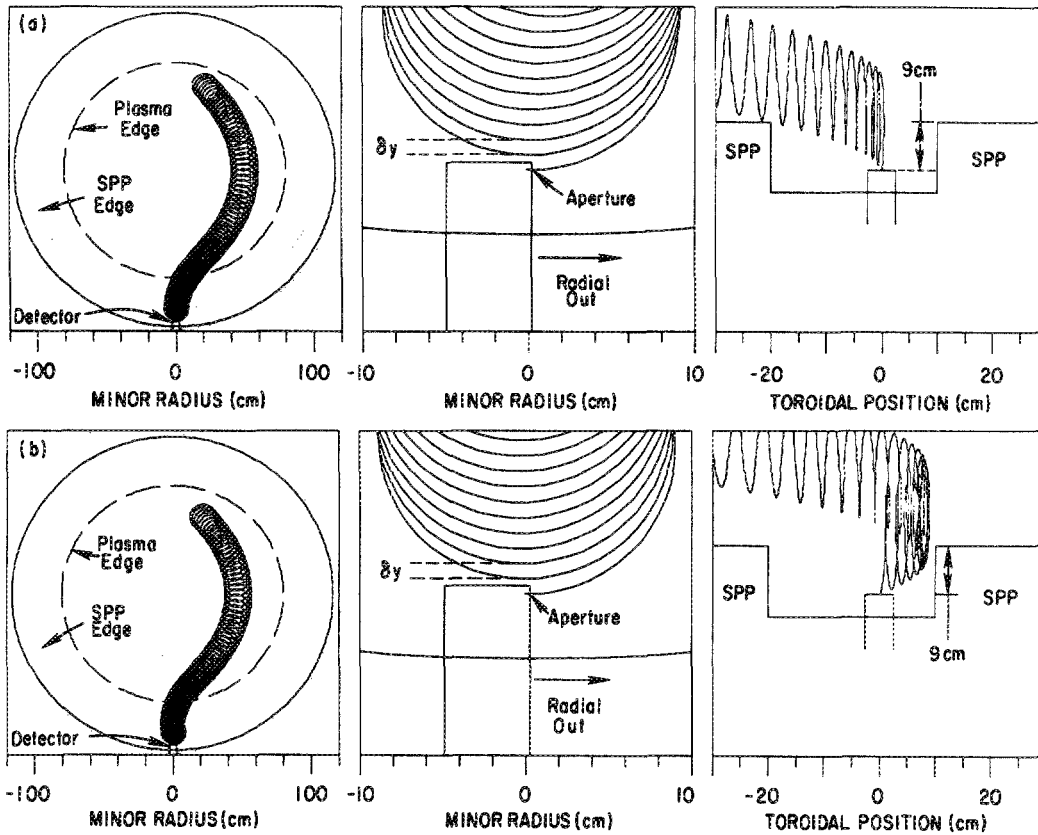 (a)
Plasma
Edge
SPP
Edge
Detector
-100 0 100
MINOR RADIUS (cm)
δy
Aperture
Radial
Out
-10 0 10
MINOR RADIUS (cm)
9cm
SPP
SPP
-20 0 20
TOROIDAL POSITION (cm)
(b)
Plasma
Edge
SPP
Edge
Detector
-100 0 100
MINOR RADIUS (cm)
δy
Aperture
Radial
Out
-10 0 10
MINOR RADIUS (cm)
SPP
SPP
9cm
-20 0 20
TOROIDAL POSITION (cm)